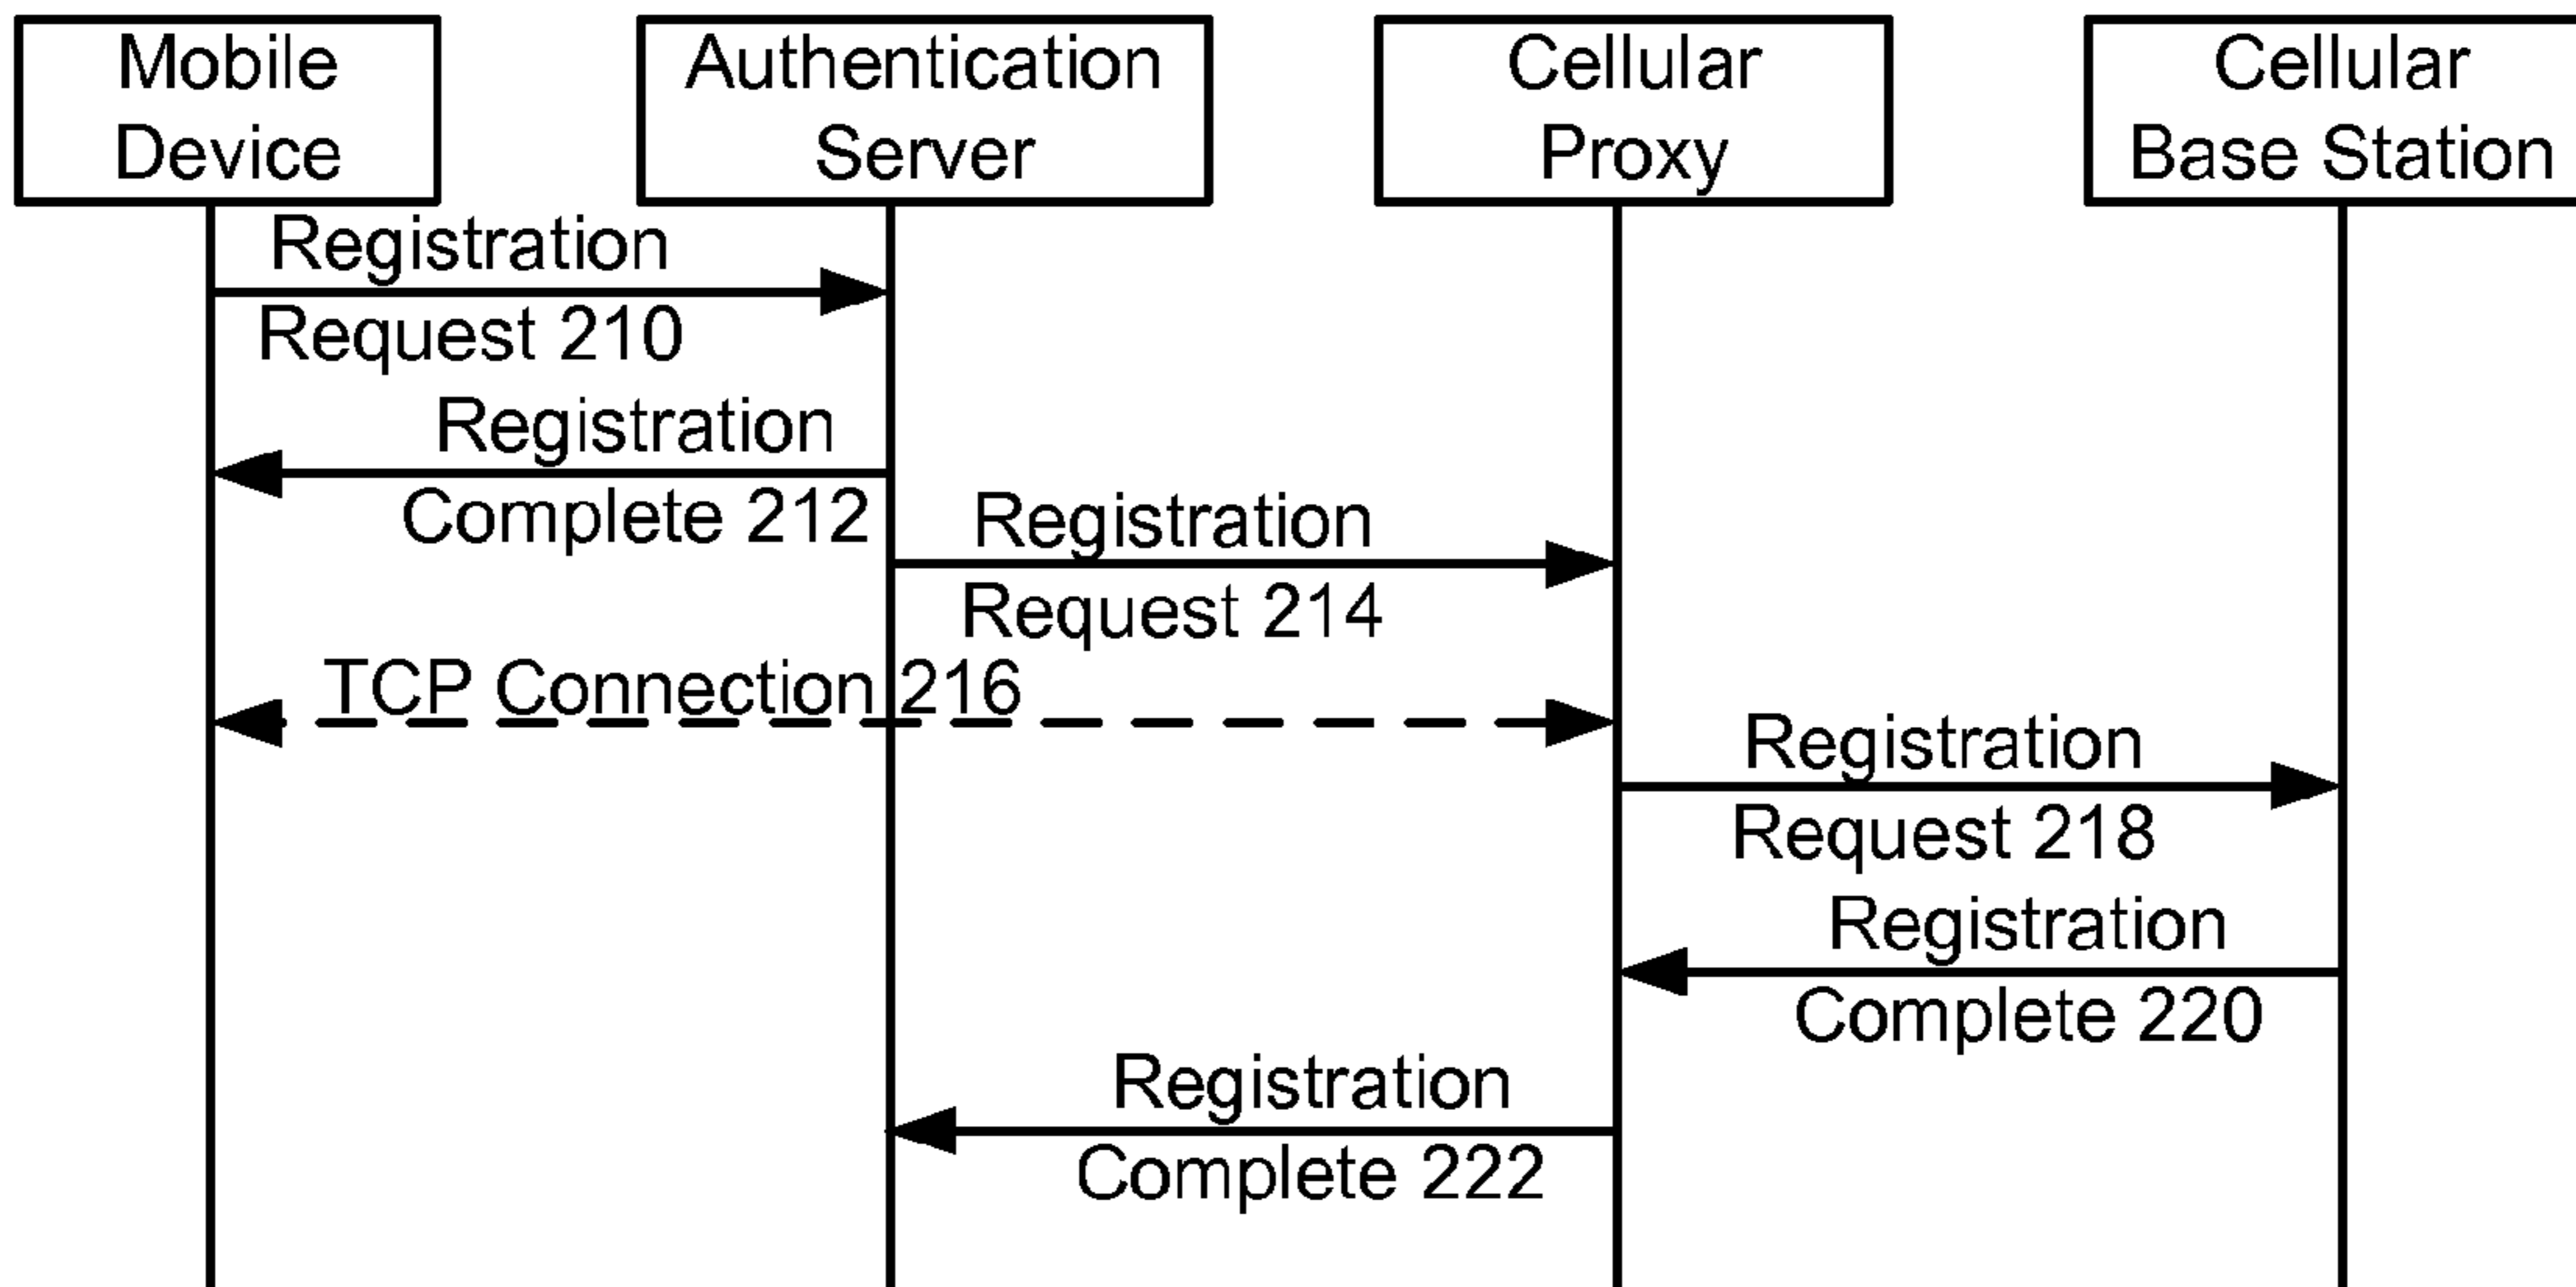 Mobile
Device
Authentication
Server
Cellular
Proxy
Cellular
Base Station
Registration
Request 210
Registration
Complete 212
Registration
Request 214
TCP Connection 216
Registration
Request 218
Registration
Complete 220
Registration
Complete 222